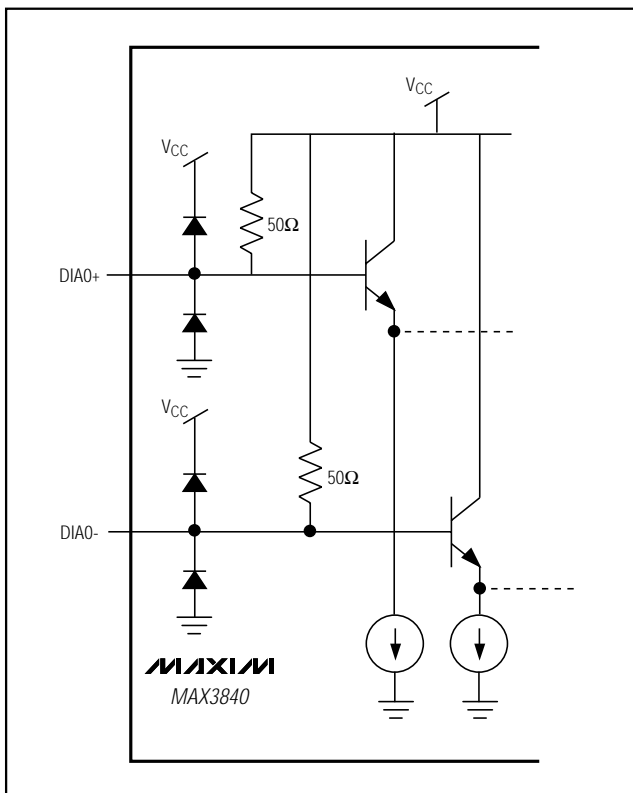 VCC
VCC
50Ω
DIA0+
VCC
50Ω
DIA0-
MAXIM
MAX3840